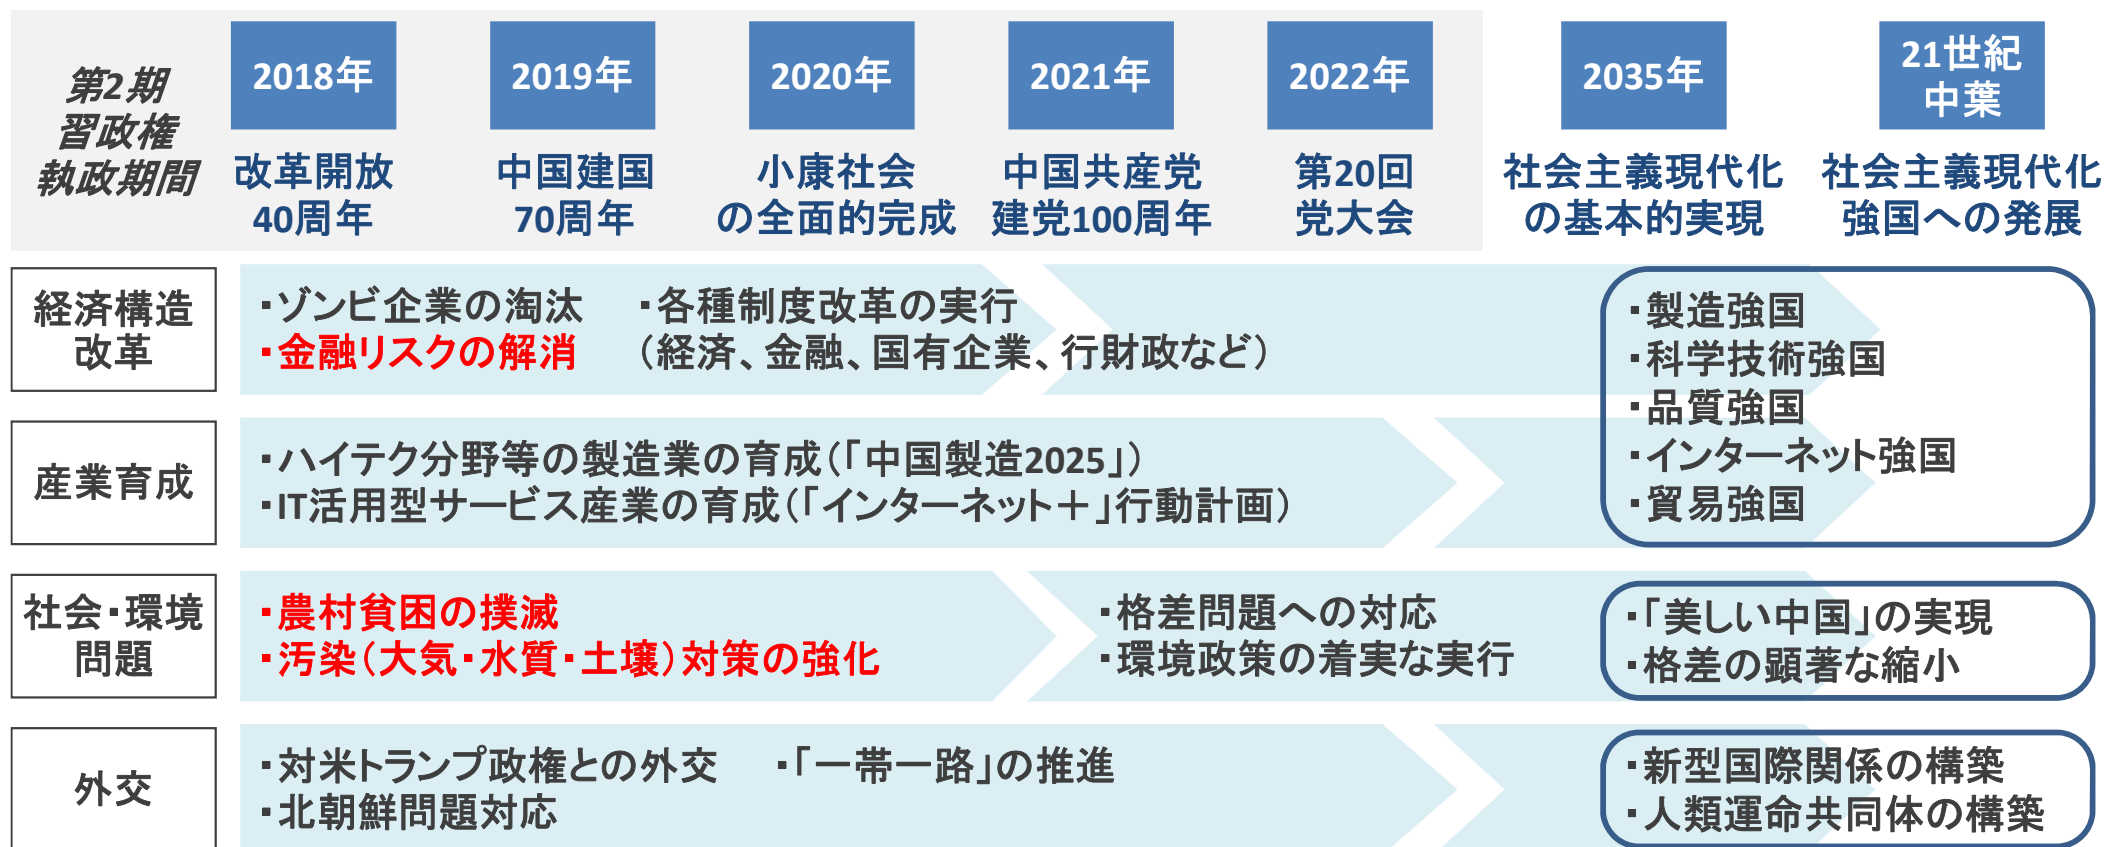 第2期
習政権
執政期間
2018年
改革開放
40周年
2019年
中国建国
70周年
2020年
小康社会
の全面的完成
2021年
中国共産党
建党100周年
2022年
第20回
党大会
2035年
社会主義現代化
の基本的実現
21世紀
中葉
社会主義現代化
強国への発展
経済構造
改革
・ゾンビ企業の淘汰
・金融リスクの解消
・各種制度改革の実行
（経済、金融、国有企業、行財政など）
産業育成
・ハイテク分野等の製造業の育成（「中国製造2025」）
・IT活用型サービス産業の育成（「インターネット＋」行動計画）
・製造強国
・科学技術強国
・品質強国
・インターネット強国
・貿易強国
社会・環境
問題
・農村貧困の撲滅
・汚染（大気・水質・土壌）対策の強化
・格差問題への対応
・環境政策の着実な実行
・「美しい中国」の実現
・格差の顕著な縮小
外交
・対米トランプ政権との外交
・北朝鮮問題対応
・「一帯一路」の推進
・新型国際関係の構築
・人類運命共同体の構築